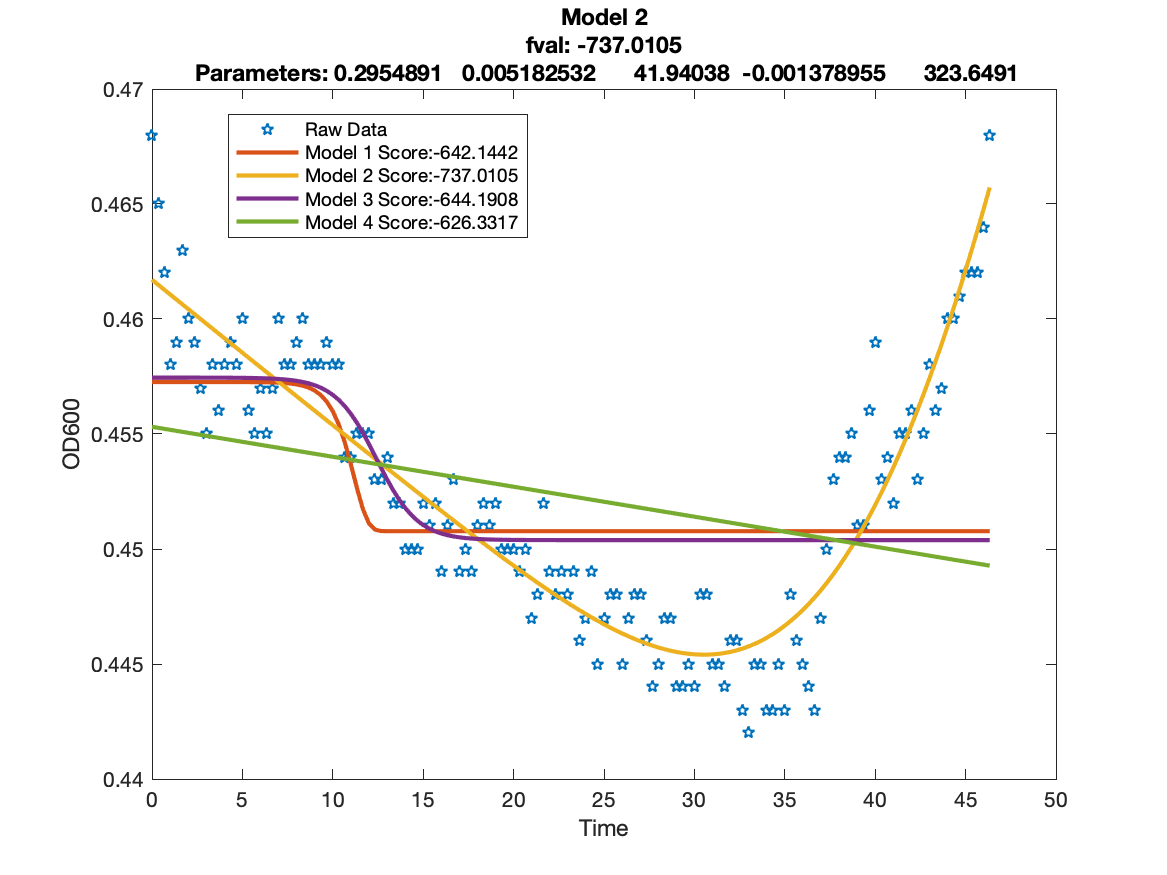 Model 2
fval: -737.0105
Parameters: 0.2954891 0.005182532 41.94038 -0.001378955 323.6491
0.47
0.465
0.46
0.455
0.45
0.445
0.44
OD600
Raw Data
Model 1 Score:-642.1442
Model 2 Score:-737.0105
Model 3 Score:-644.1908
Model 4 Score:-626.3317
0 5 10 15 20 25 30 35 40 45 50
Time